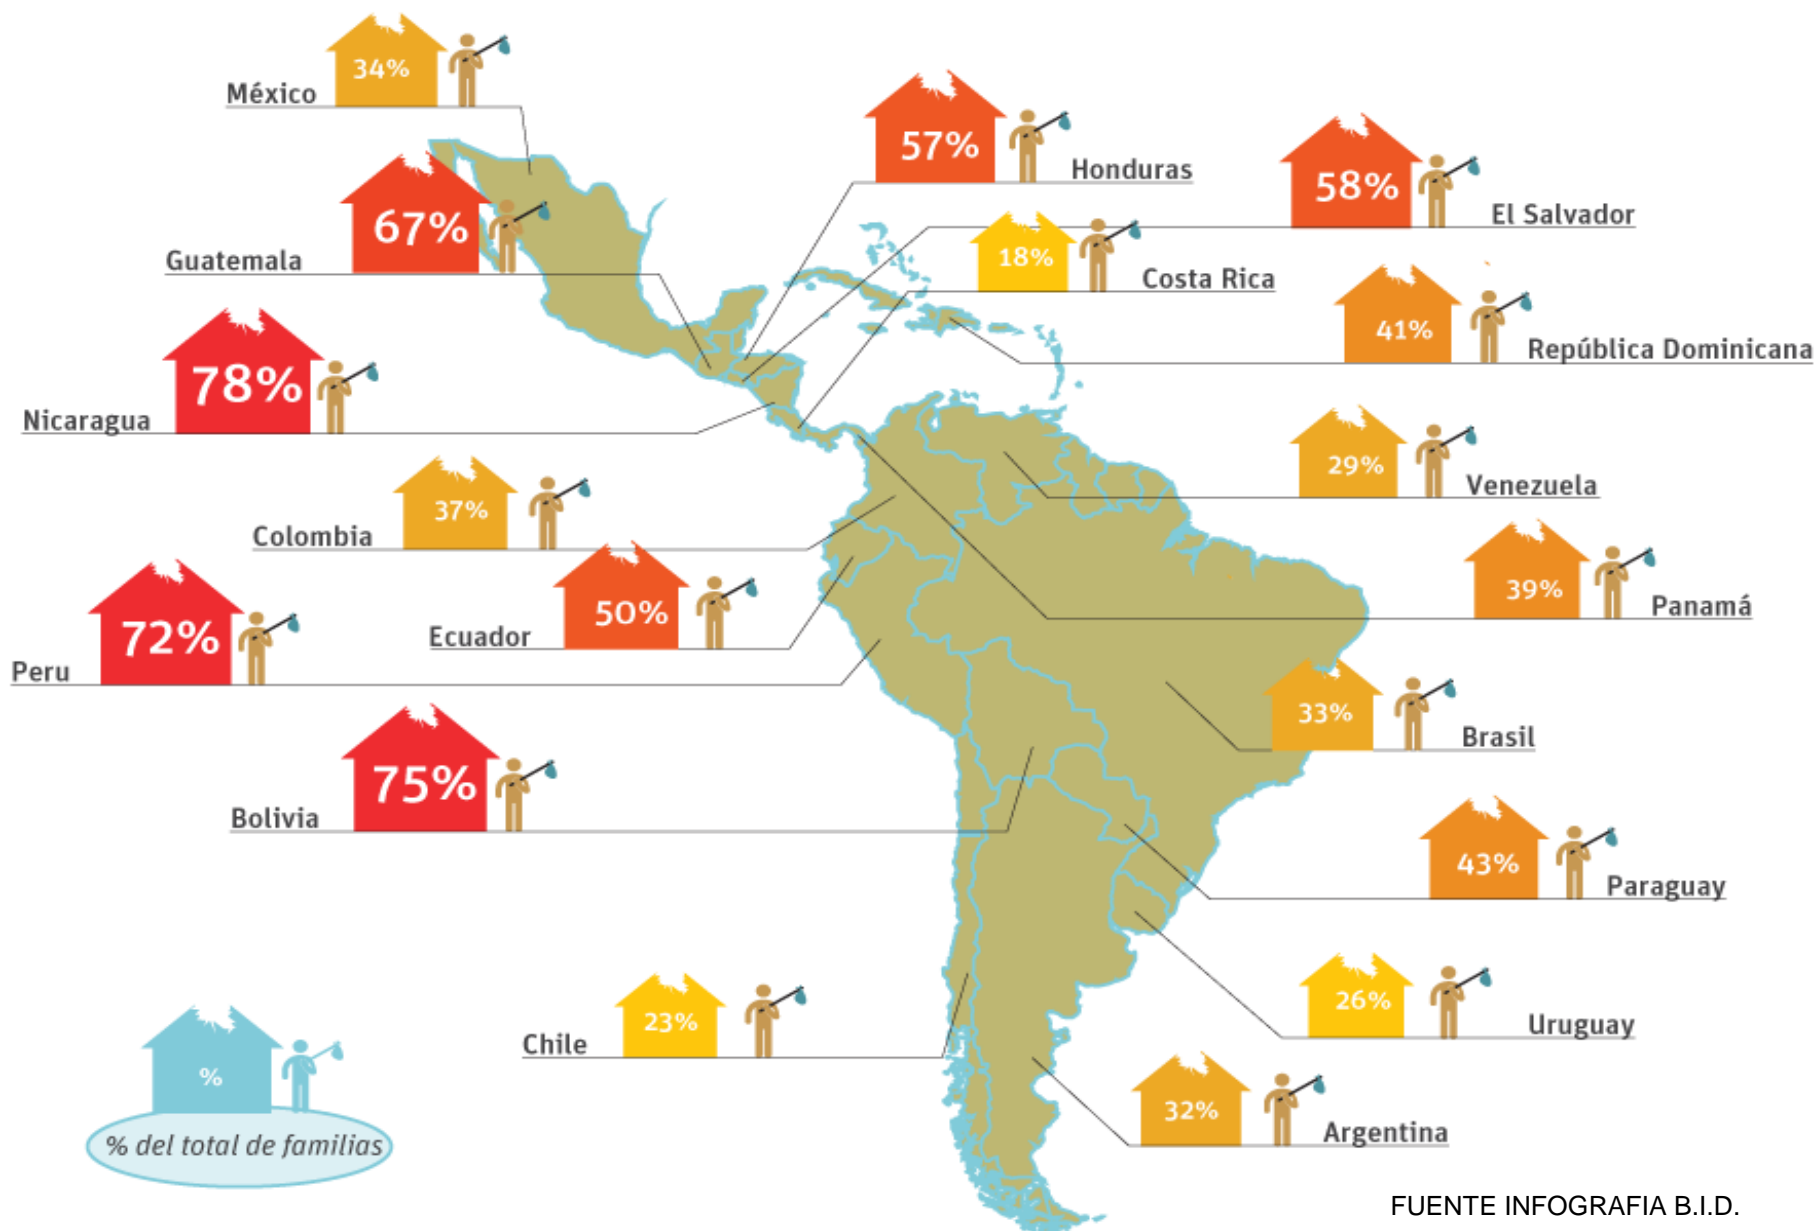 34%
México
57%
Honduras
58%
El Salvador
67%
Guatemala
18%
Costa Rica
41%
República Dominicana
78%
Nicaragua
29%
Venezuela
37%
Colombia
39%
Panamá
50%
Ecuador
72%
Peru
33%
Brasil
75%
Bolivia
43%
Paraguay
23%
Chile
26%
Uruguay
32%
Argentina
%
% del total de familias
FUENTE INFOGRAFIA B.I.D.